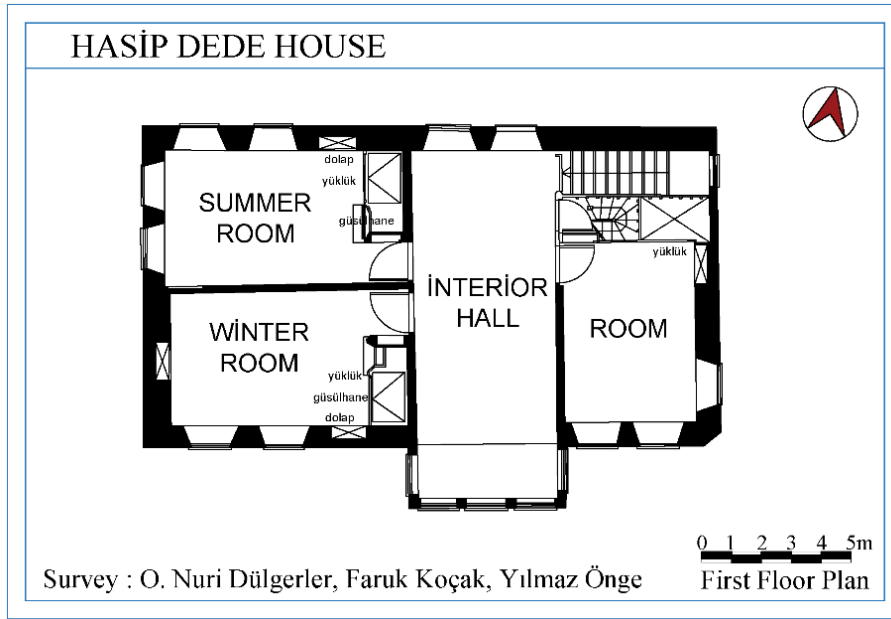 HASİP DEDE HOUSE
dolap
yüklük
SUMMER
ROOM
güsülhane
yüklük
İNTERİOR
HALL
WİNTER
ROOM
ROOM
yüklük
güsülhane
dolap
0 1 2 3 4 5m
Survey : O. Nuri Dülgerler, Faruk Koçak, Yılmaz Önge
First Floor Plan